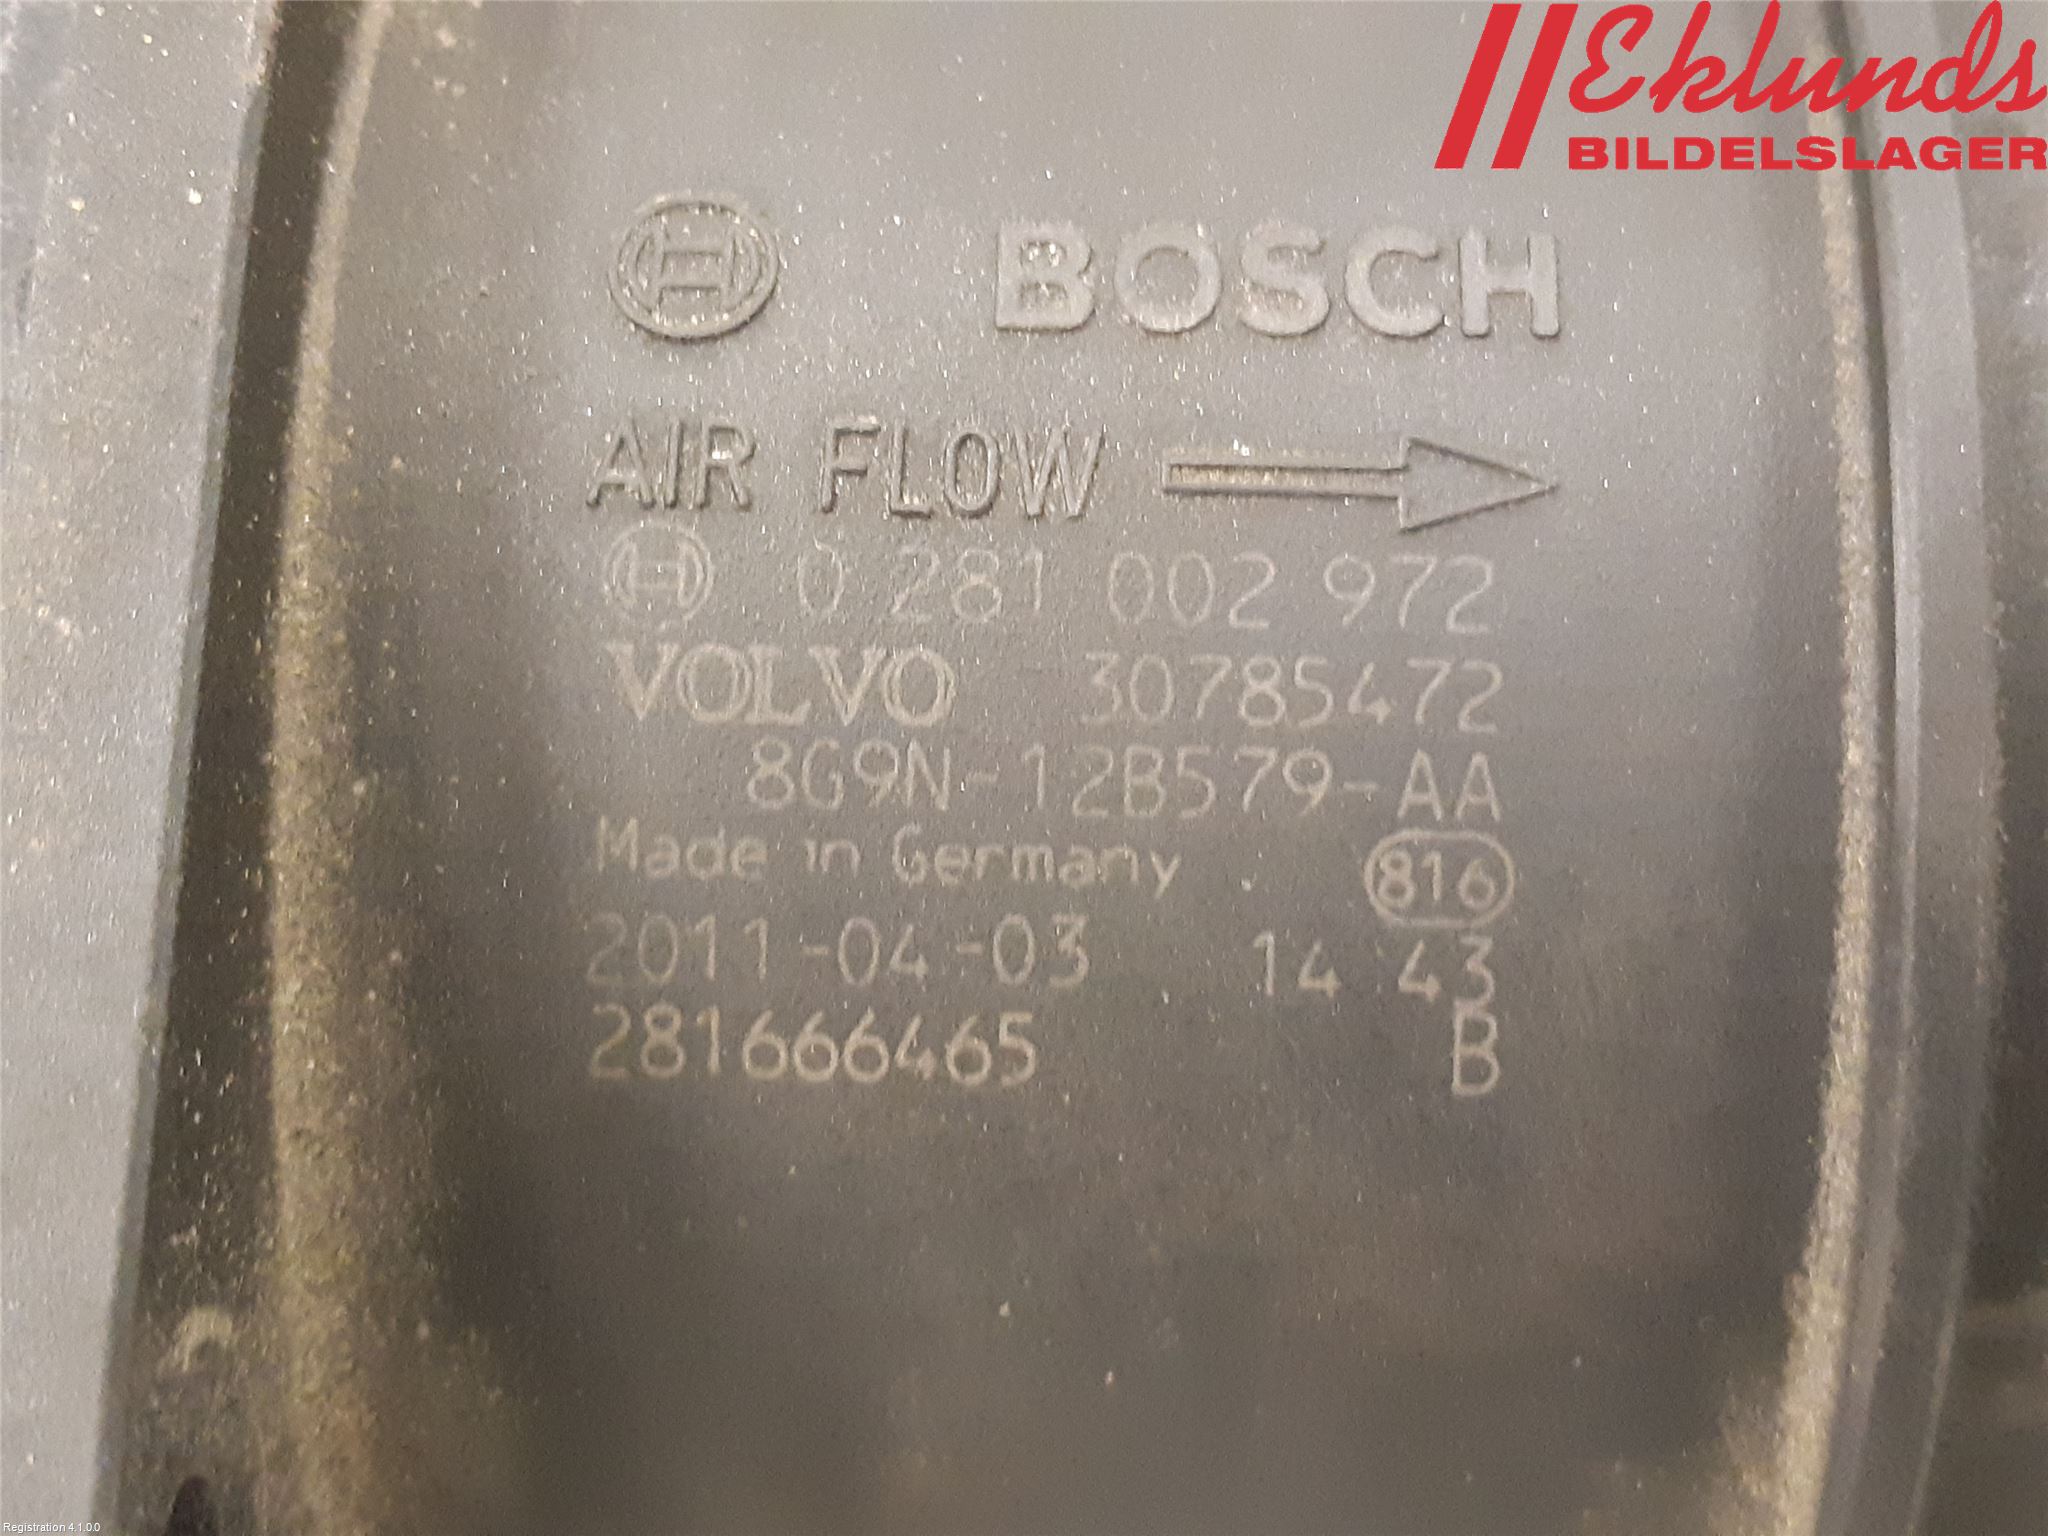 Eklunds
BILDELSLAGER
BOSCH
AIR FLOW
0 281 002 972
VOLVO 30785472
8G9N-12B579-AA
Made in Germany 816
2011-04-03 14 43
281666465 B
Registration 4.1.0.0